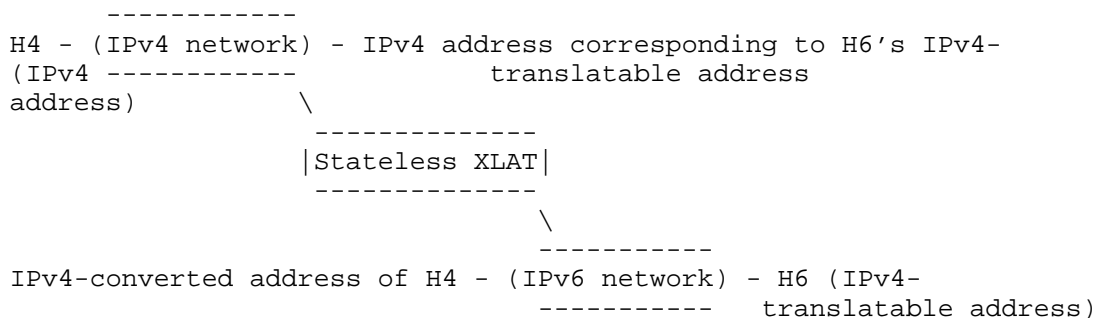 ------------
H4 - (IPv4 network) - IPv4 address corresponding to H6's IPv4-
(IPv4 ------------            translatable address
address)         \
                  --------------
                 |Stateless XLAT|
                  --------------
                                \
                                -----------
IPv4-converted address of H4 - (IPv6 network) - H6 (IPv4-
                                -----------   translatable address)